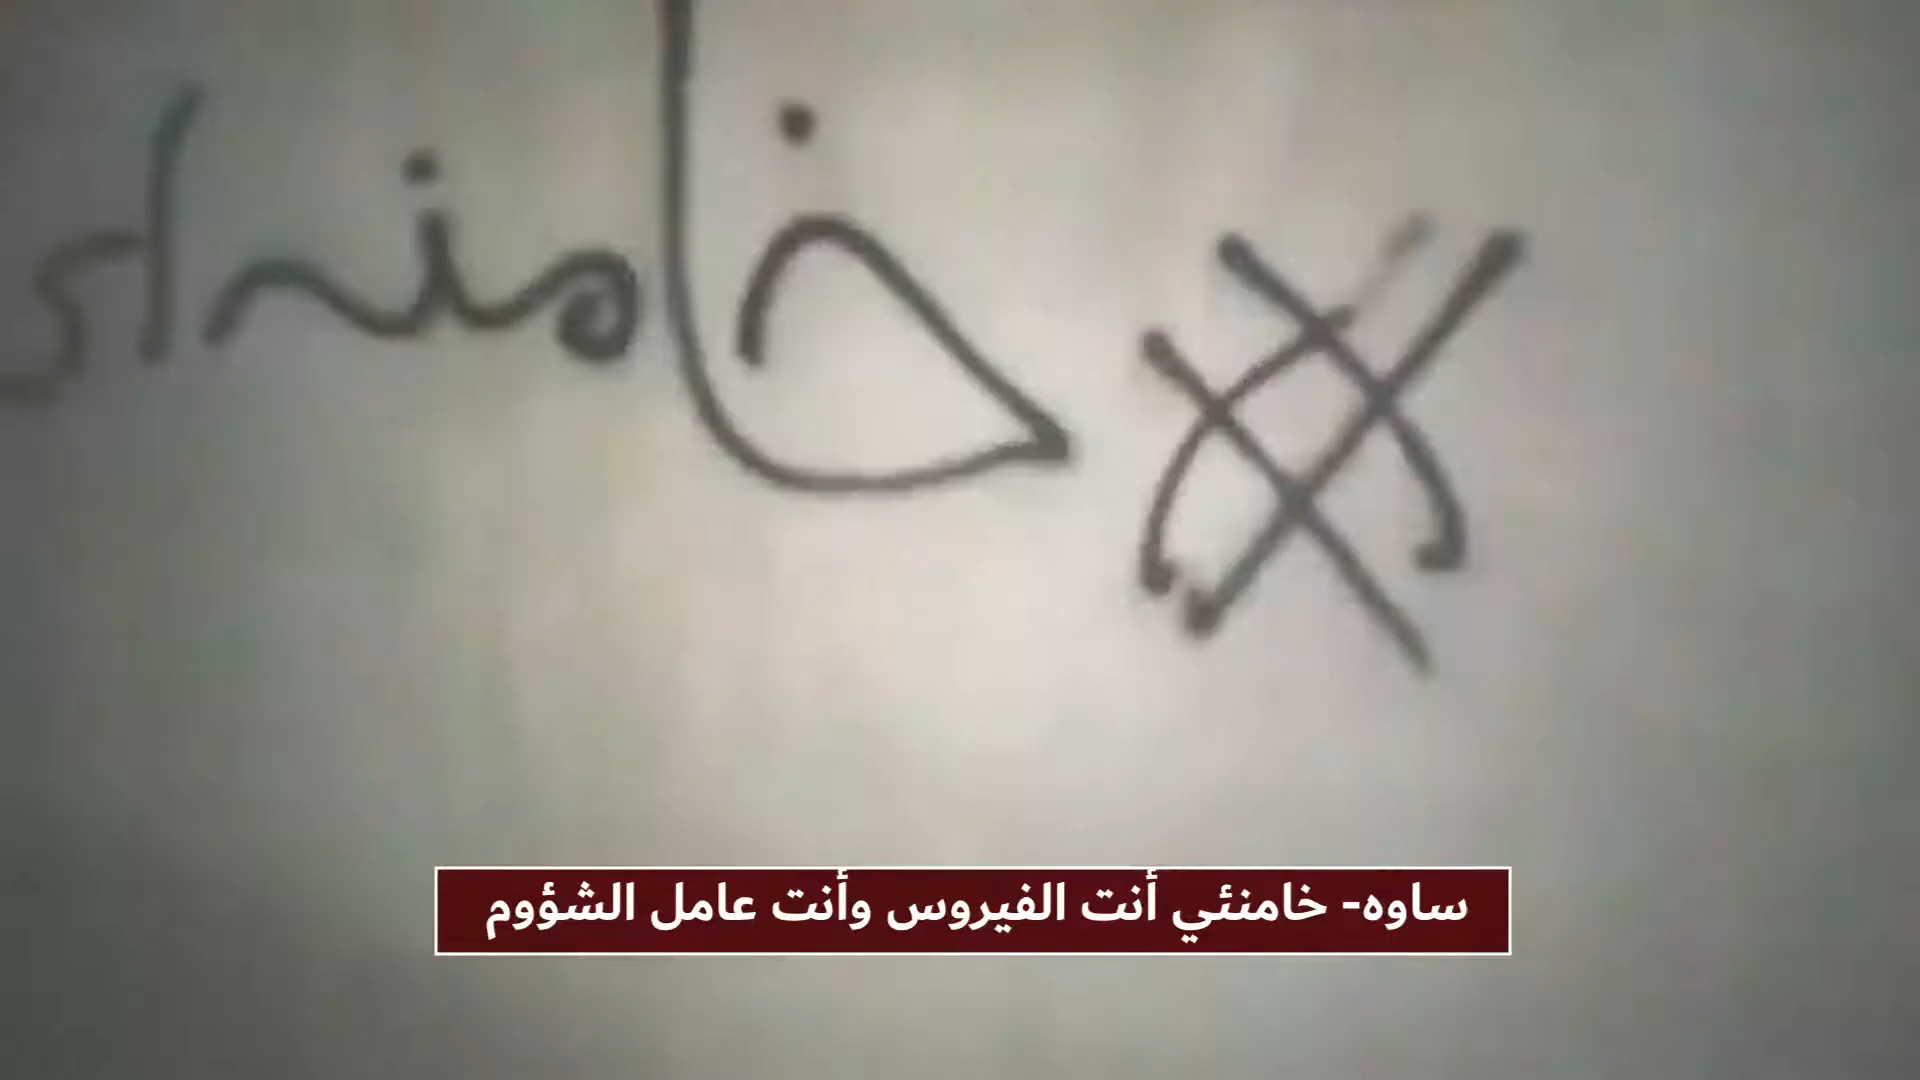 خامنه‌ای
ساوه- خامنئي أنت الفيروس وأنت عامل الشؤوم